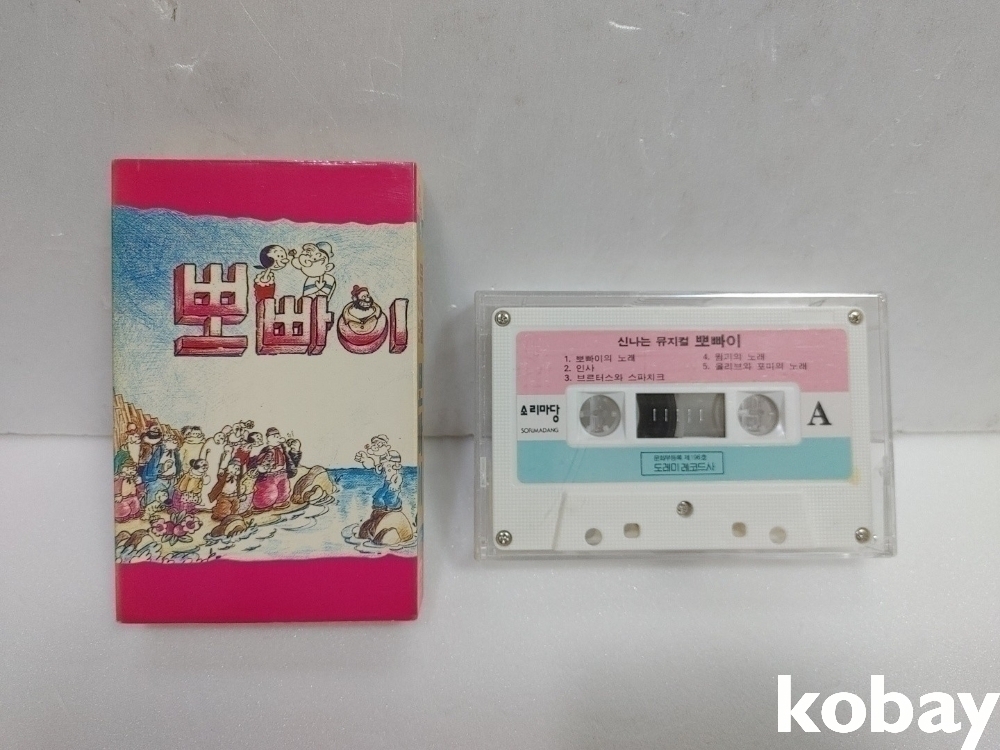 뽀빠이
신나는 뮤지컬 뽀빠이
1. 뽀빠이의 노래
2. 인사
3. 브르터스와 스파치크
4. 윔기의 노래
5. 올리브와 포피의 노래
소리마당
SORIMADANG
A
도레미레코드사
kobay